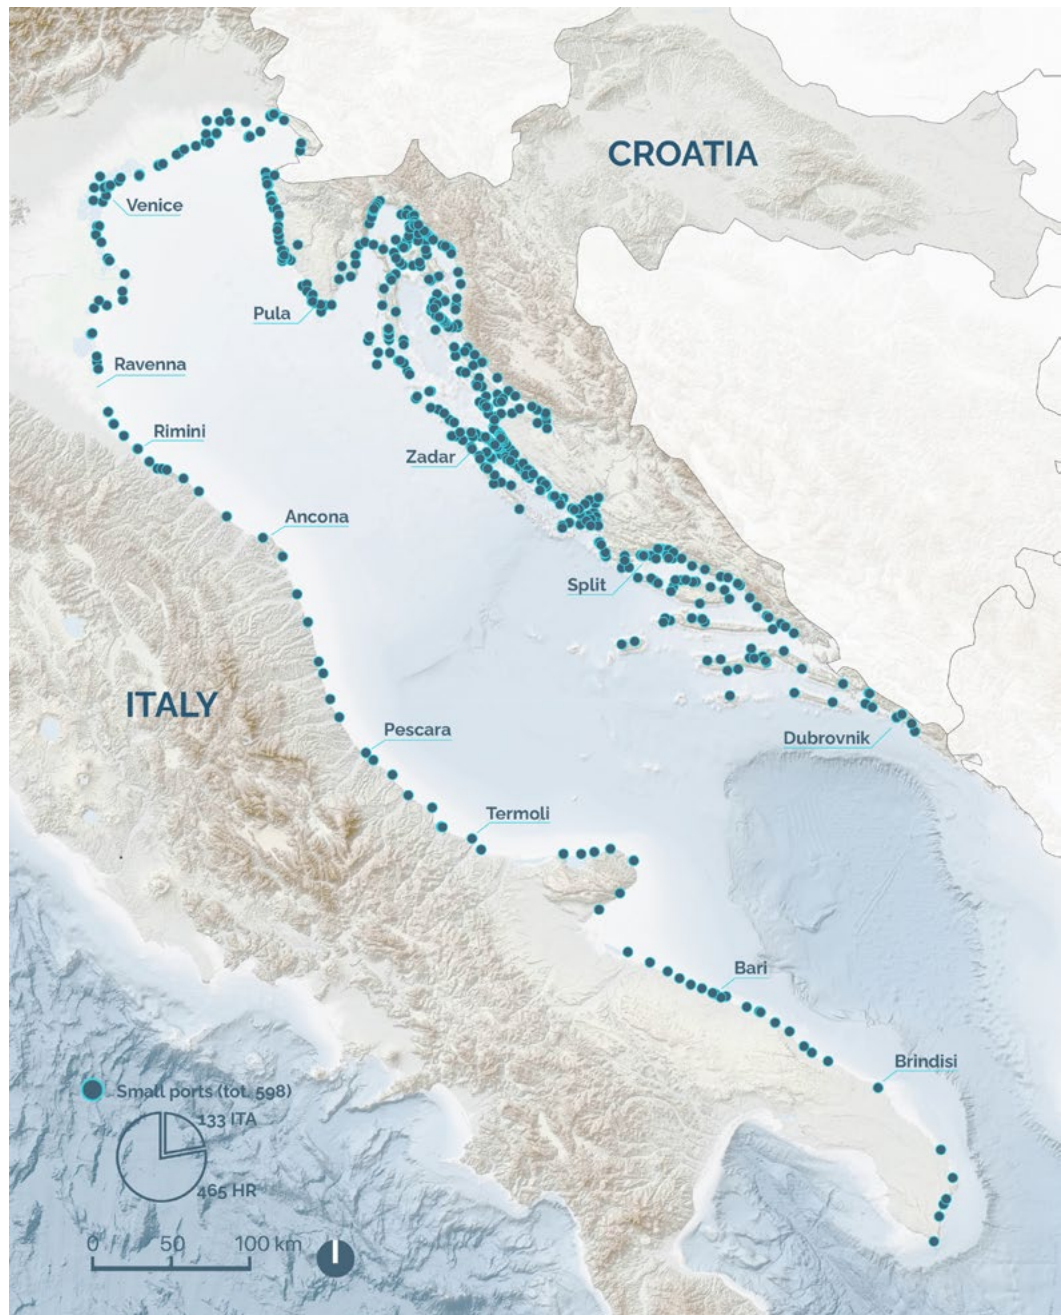 CROATIA
Venice
Pula
Ravenna
Rimini
Zadar
Ancona
Split
ITALY
Pescara
Dubrovnik
Termoli
Bari
Brindisi
Small ports (tot. 598)
133 ITA
465 HR
0 50 100 km